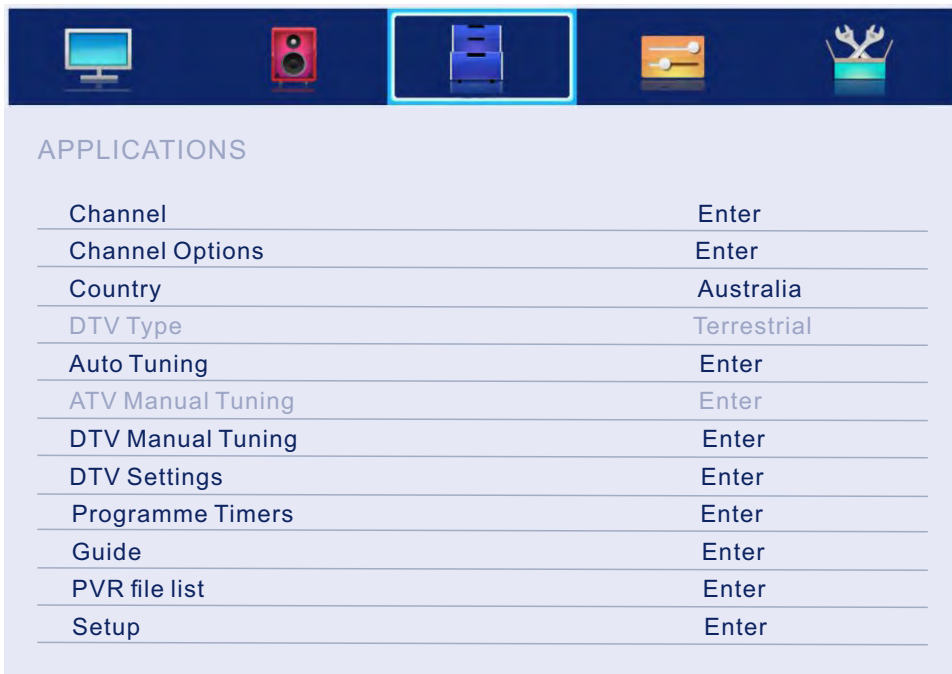 APPLICATIONS
Channel Enter
Channel Options Enter
Country Australia
DTV Type Terrestrial
Auto Tuning Enter
ATV Manual Tuning Enter
DTV Manual Tuning Enter
DTV Settings Enter
Programme Timers Enter
Guide Enter
PVR file list Enter
Setup Enter